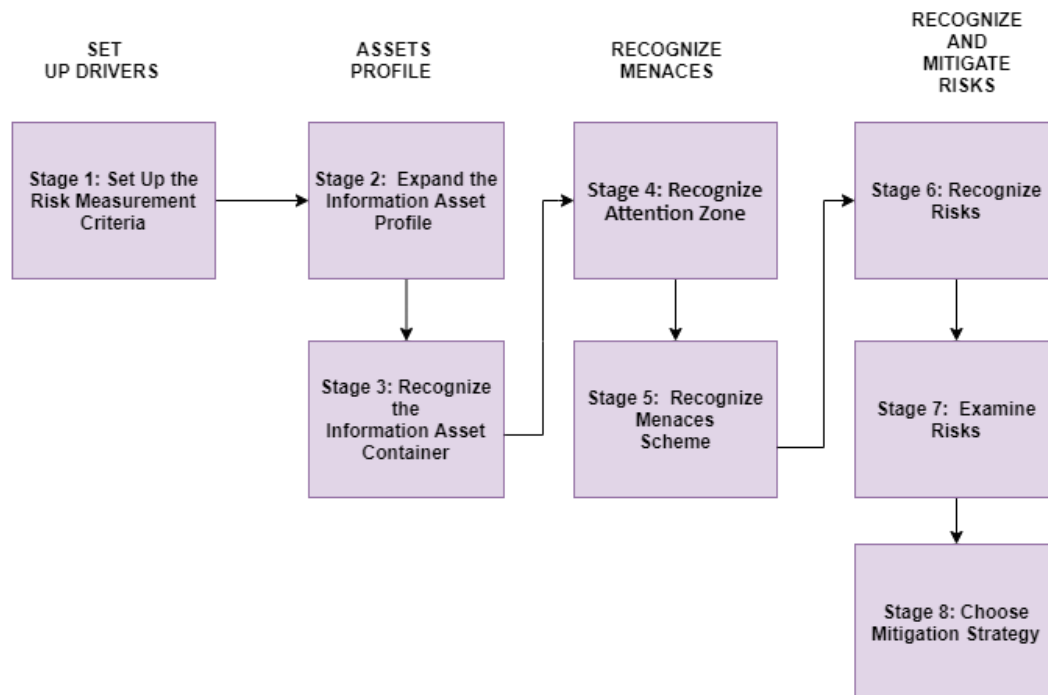 SET
UP DRIVERS
ASSETS
PROFILE
RECOGNIZE
MENACES
RECOGNIZE
AND
MITIGATE
RISKS
Stage 1: Set Up the
Risk Measurement
Criteria
Stage 2: Expand the
Information Asset
Profile
Stage 3: Recognize
the
Information Asset
Container
Stage 4: Recognize
Attention Zone
Stage 5: Recognize
Menaces
Scheme
Stage 6: Recognize
Risks
Stage 7: Examine
Risks
Stage 8: Choose
Mitigation Strategy